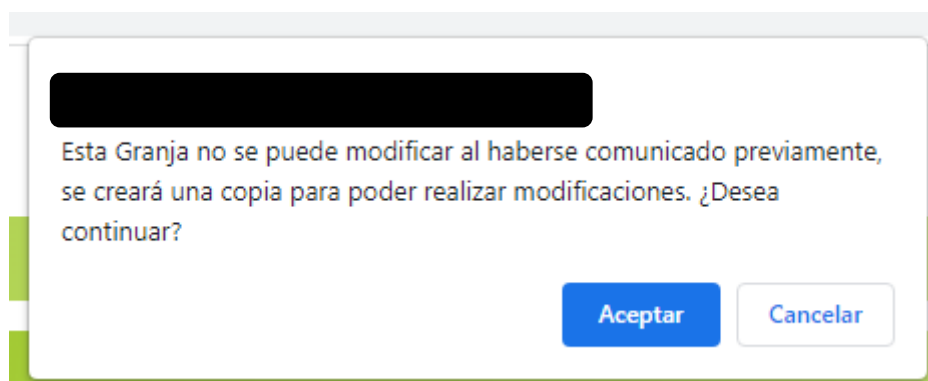 Esta Granja no se puede modificar al haberse comunicado previamente,
se creará una copia para poder realizar modificaciones. ¿Desea
continuar?
Aceptar
Cancelar